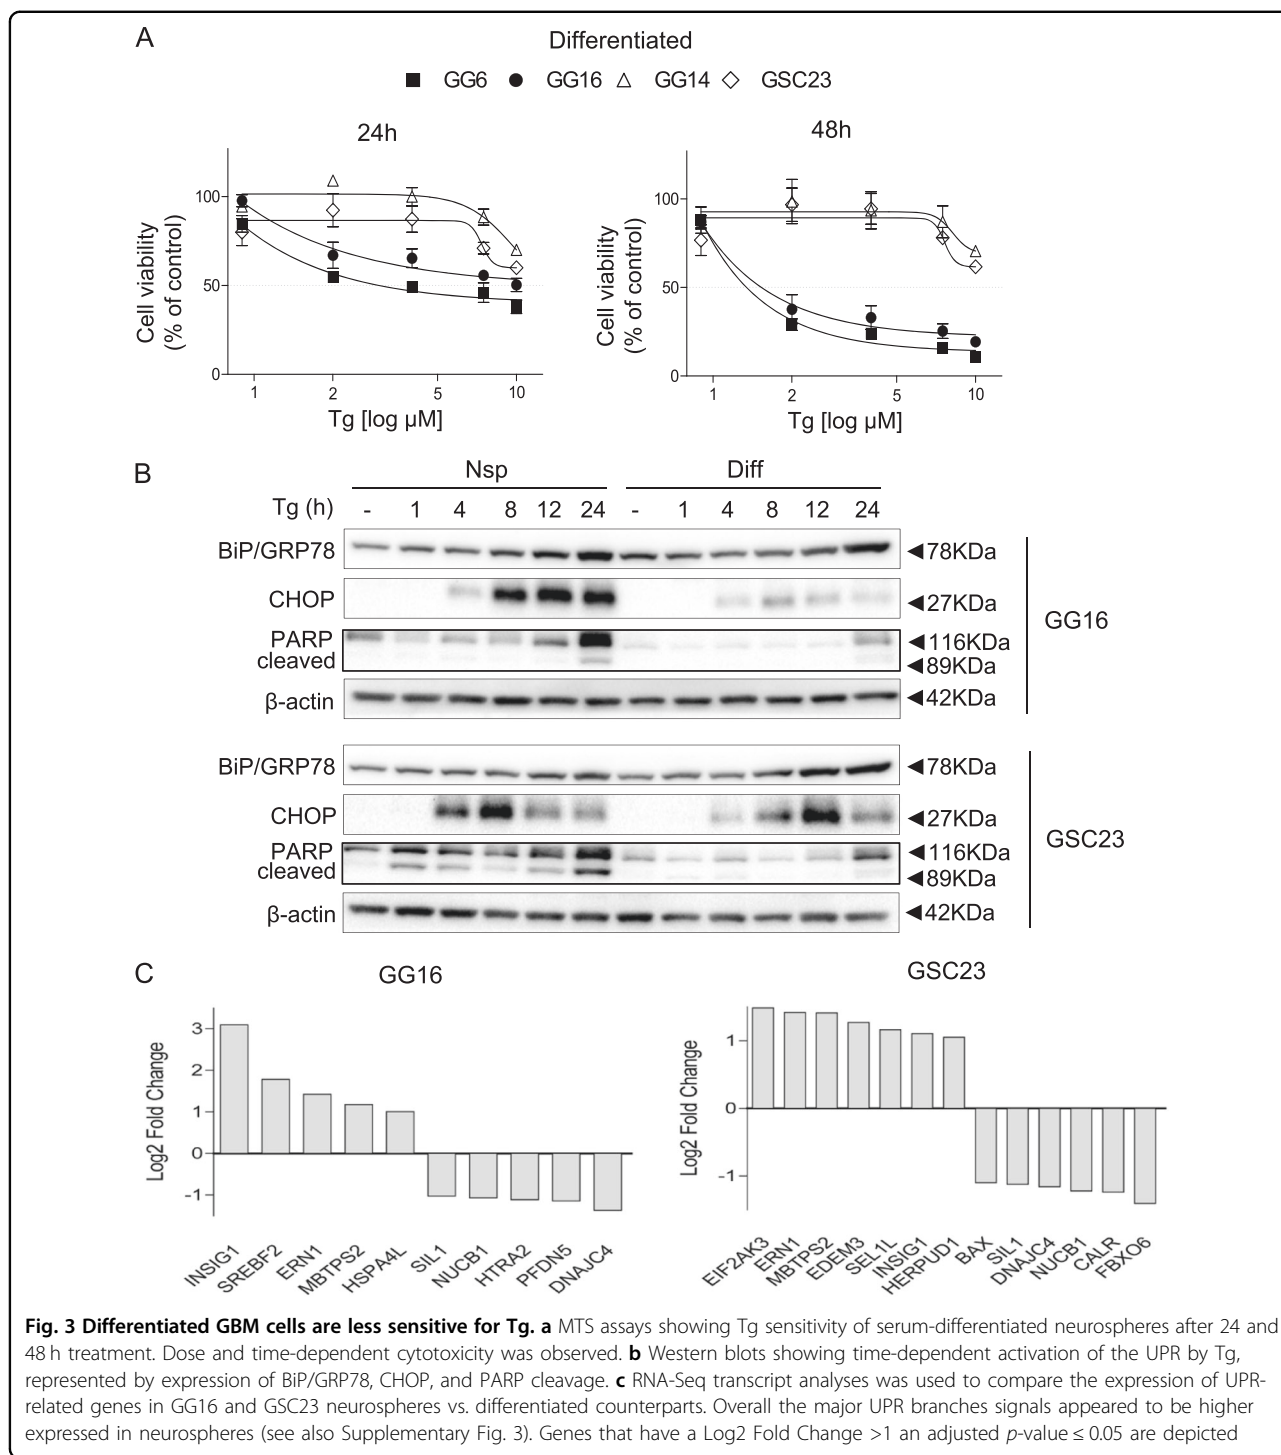 A
Differentiated
GG6 GG16 GG14 GSC23
24h
48h
Cell viability
(% of control)
100
50
0
1 2 5 10
Tg [log µM]
Cell viability
(% of control)
100
50
0
1 2 5 10
Tg [log µM]
B
Nsp Diff
Tg (h) - 1 4 8 12 24 - 1 4 8 12 24
BiP/GRP78 78KDa
CHOP 27KDa
PARP 116KDa
cleaved 89KDa
β-actin 42KDa
GG16
BiP/GRP78 78KDa
CHOP 27KDa
PARP 116KDa
cleaved 89KDa
β-actin 42KDa
GSC23
C
GG16
Log2 Fold Change
3
2
1
0
-1
INSIG1 SREBF2 ERN1 MBTPS2 HSPA4L SIL1 NUCB1 HTRA2 PFDN5 DNAJC4
GSC23
Log2 Fold Change
1
0
-1
EIF2AK3 ERN1 MBTPS2 EDEM3 SEL1L INSIG1 HERPUD1 BAX SIL1 DNAJC4 NUCB1 CALR FBXO6
Fig. 3 Differentiated GBM cells are less sensitive for Tg. a MTS assays showing Tg sensitivity of serum-differentiated neurospheres after 24 and
48 h treatment. Dose and time-dependent cytotoxicity was observed. b Western blots showing time-dependent activation of the UPR by Tg,
represented by expression of BiP/GRP78, CHOP, and PARP cleavage. c RNA-Seq transcript analyses was used to compare the expression of UPR-
related genes in GG16 and GSC23 neurospheres vs. differentiated counterparts. Overall the major UPR branches signals appeared to be higher
expressed in neurospheres (see also Supplementary Fig. 3). Genes that have a Log2 Fold Change >1 an adjusted p-value ≤ 0.05 are depicted